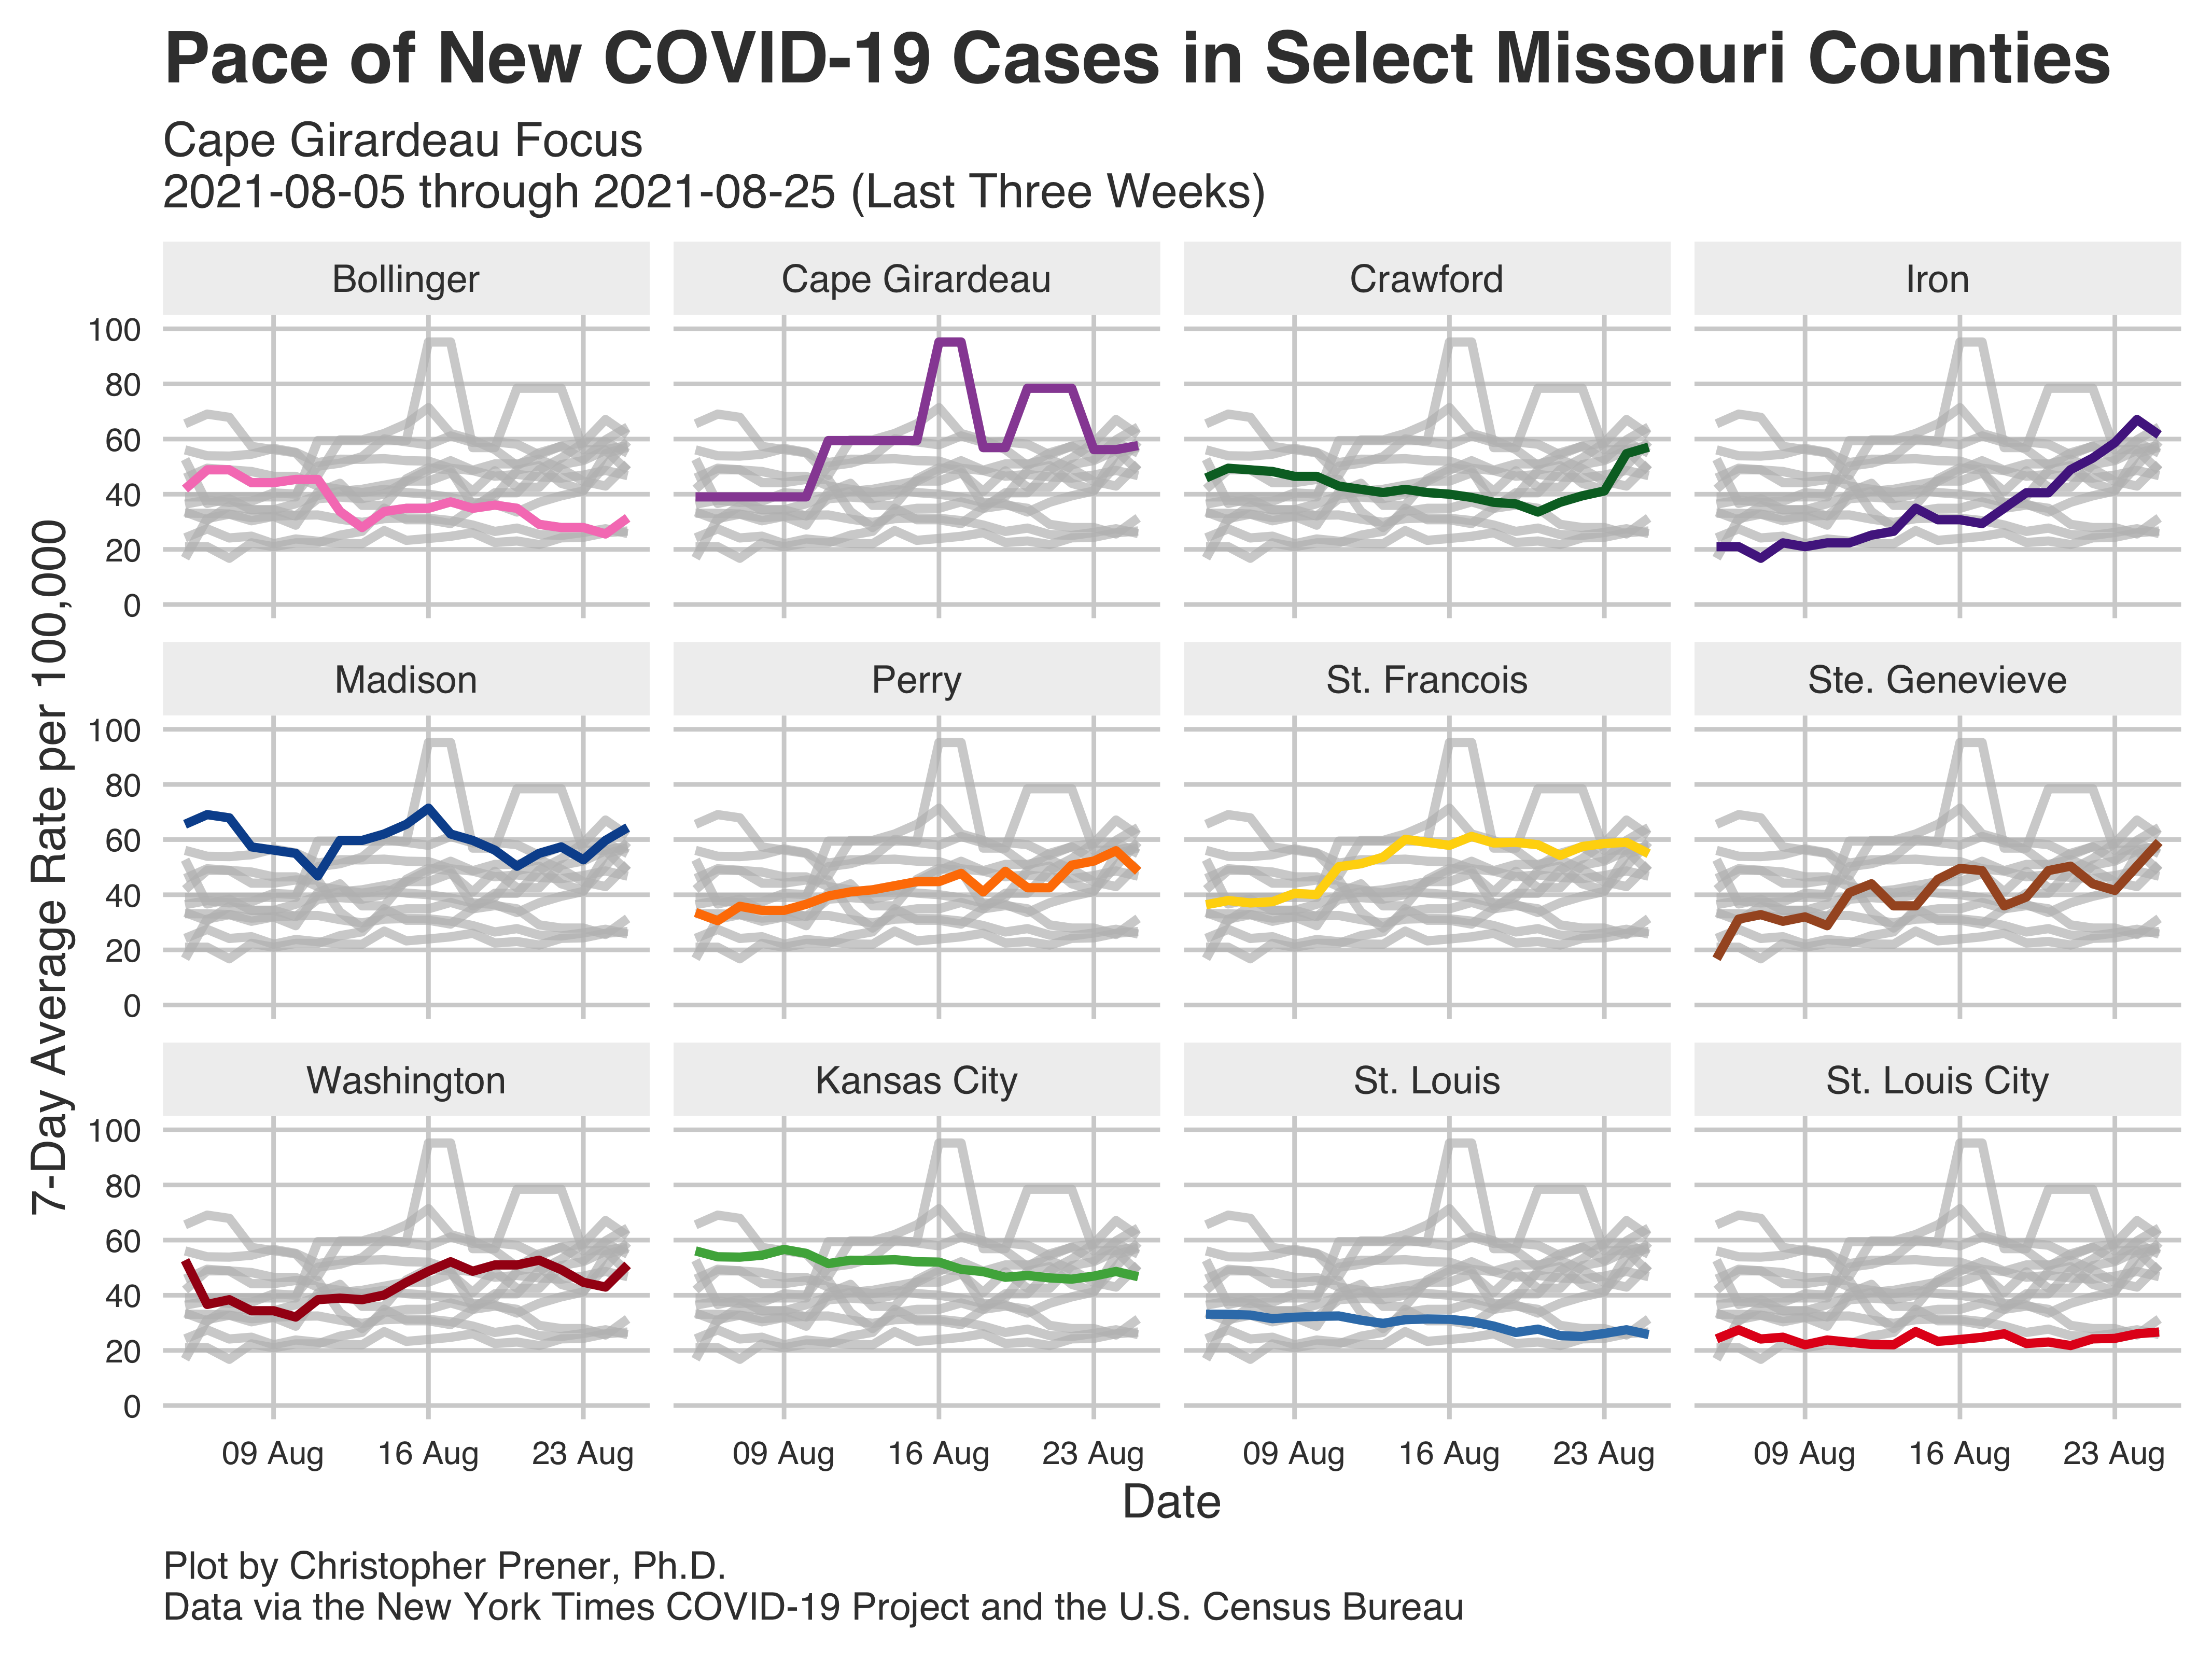 Pace of New COVID-19 Cases in Select Missouri Counties
Cape Girardeau Focus
2021-08-05 through 2021-08-25 (Last Three Weeks)
7-Day Average Rate per 100,000
Bollinger
Cape Girardeau
Crawford
Iron
100
80
60
40
20
0
Madison
Perry
St. Francois
Ste. Genevieve
100
80
60
40
20
0
Washington
Kansas City
St. Louis
St. Louis City
100
80
60
40
20
0
09 Aug 16 Aug 23 Aug
09 Aug 16 Aug 23 Aug
09 Aug 16 Aug 23 Aug
09 Aug 16 Aug 23 Aug
Date
Plot by Christopher Prener, Ph.D.
Data via the New York Times COVID-19 Project and the U.S. Census Bureau